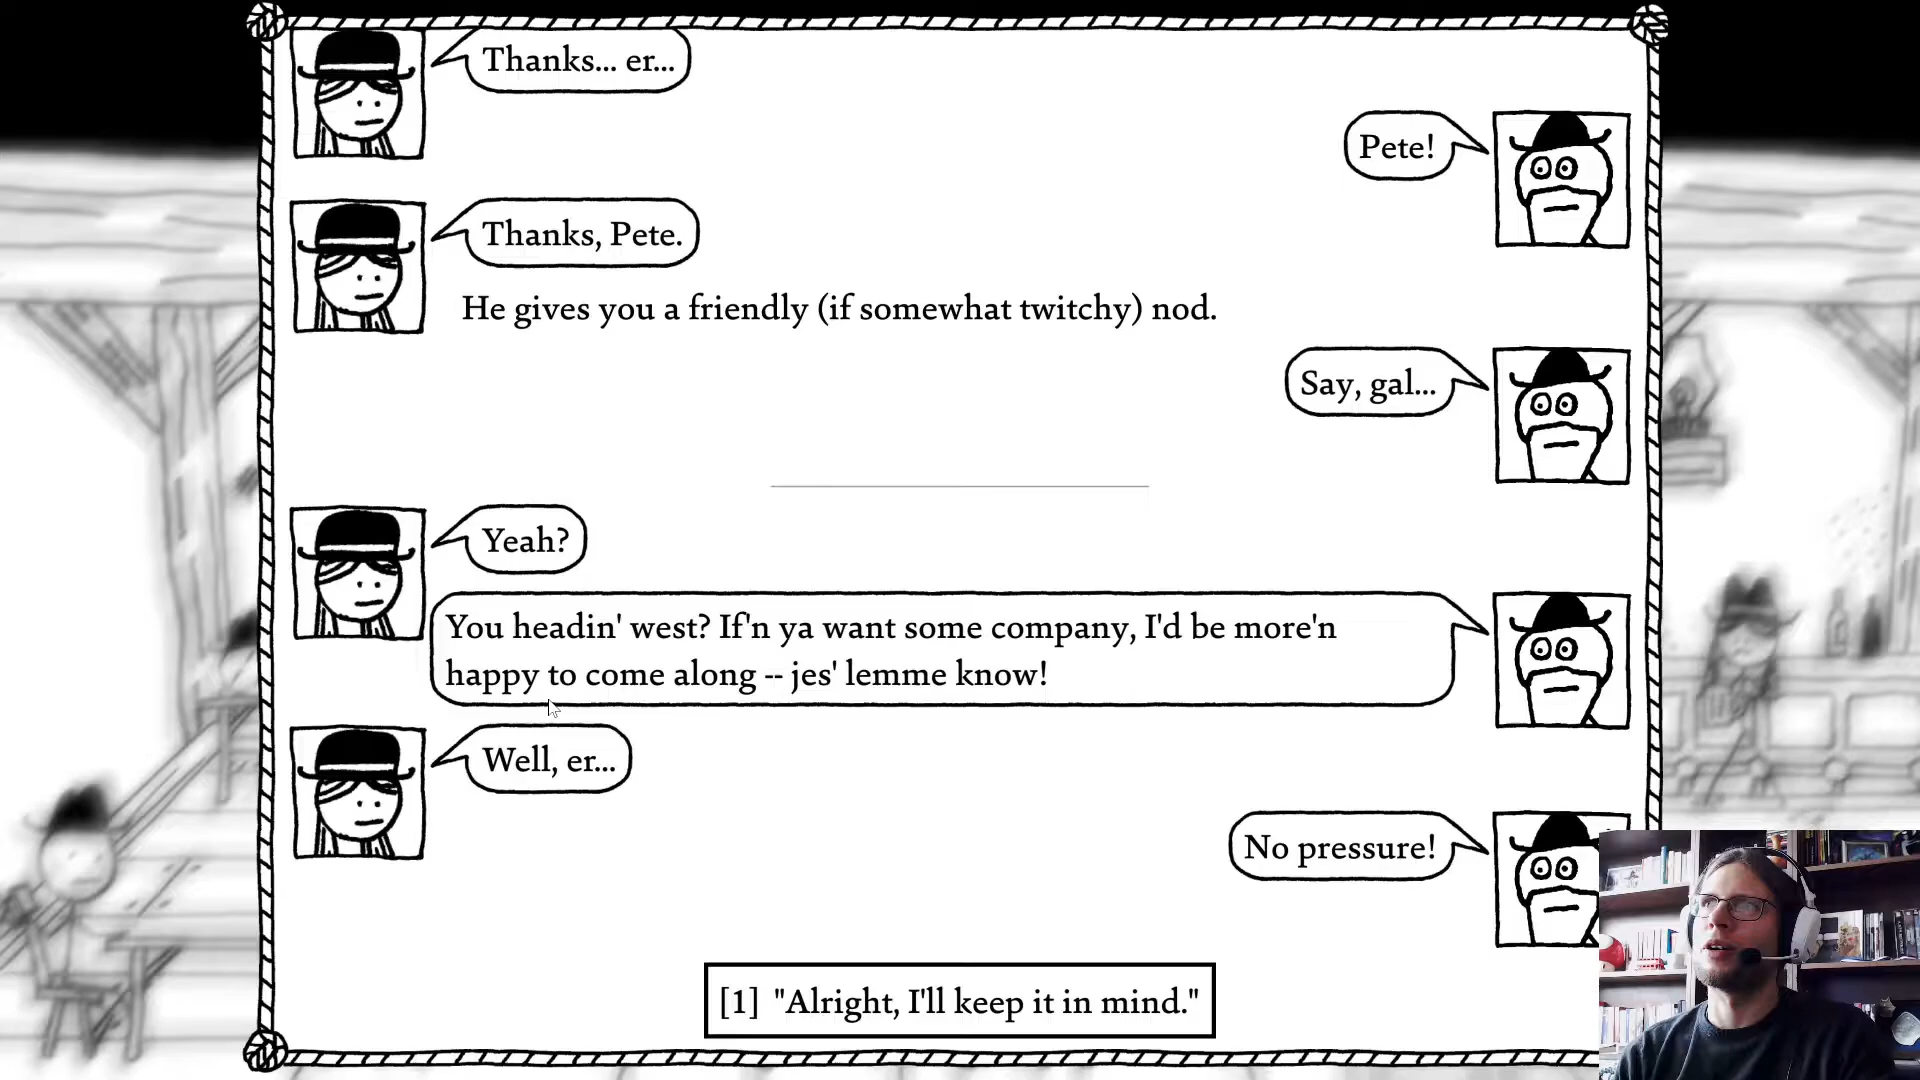 Thanks... er...
Pete!
Thanks, Pete.
He gives you a friendly (if somewhat twitchy) nod.
Say, gal...
Yeah?
You headin' west? If'n ya want some company, I'd be more'n
happy to come along -- jes' lemme know!
Well, er...
No pressure!
[1] "Alright, I'll keep it in mind."